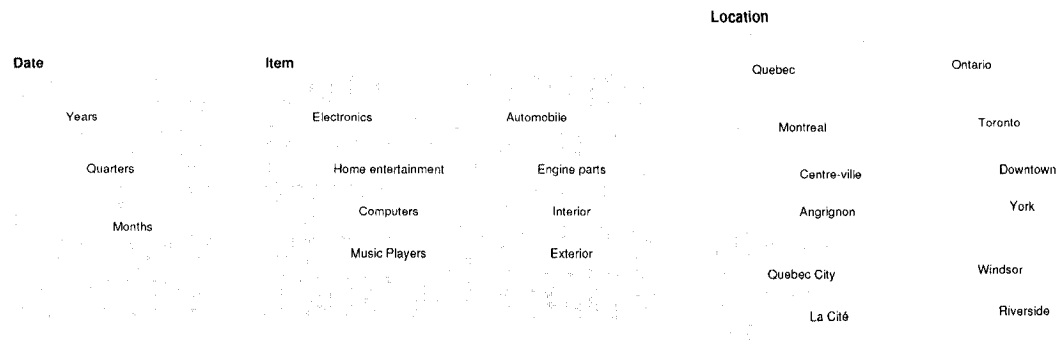 Date
Years
Quarters
Months
Item
Electronics
Home entertainment
Computers
Music Players
Automobile
Engine parts
Interior
Exterior
Location
Quebec
Montreal
Centre-ville
Angrignon
Quebec City
La Cité
Ontario
Toronto
Downtown
York
Windsor
Riverside